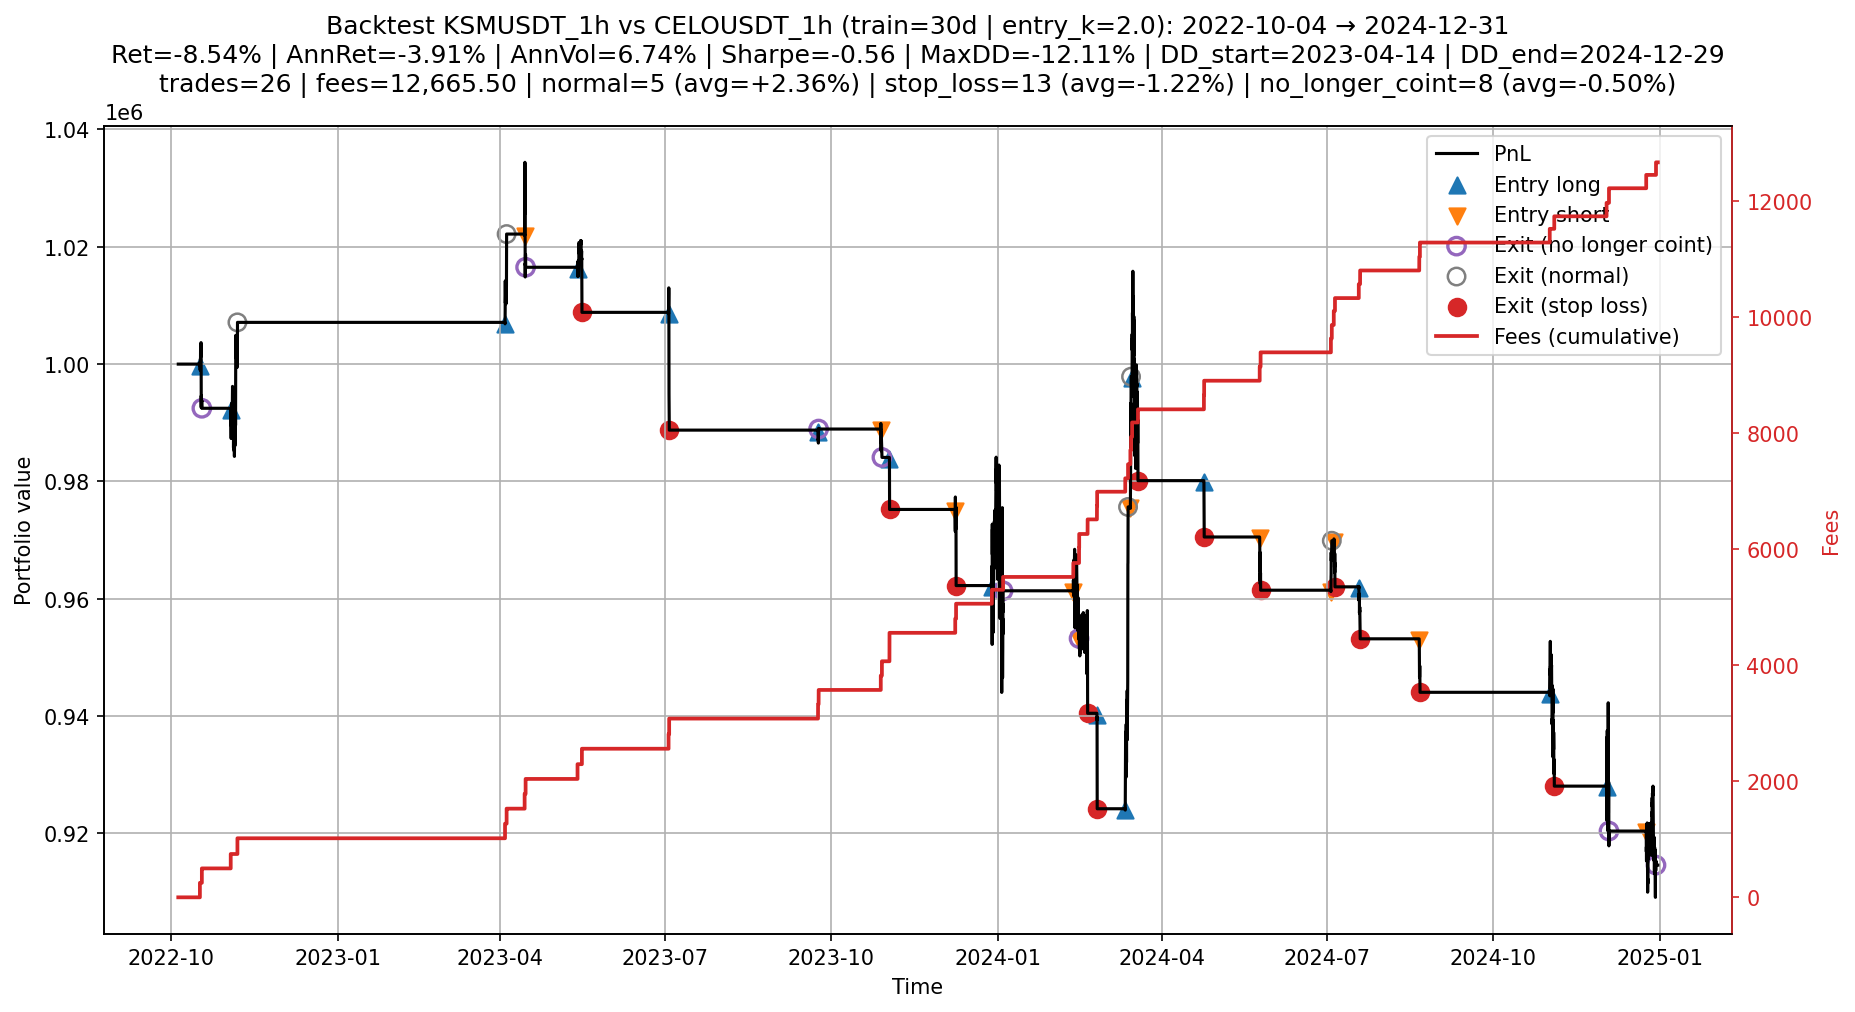 Backtest KSMUSDT_1h vs CELOUSDT_1h (train=30d | entry_k=2.0): 2022-10-04 → 2024-12-31
Ret=-8.54% | AnnRet=-3.91% | AnnVol=6.74% | Sharpe=-0.56 | MaxDD=-12.11% | DD_start=2023-04-14 | DD_end=2024-12-29
trades=26 | fees=12,665.50 | normal=5 (avg=+2.36%) | stop_loss=13 (avg=-1.22%) | no_longer_coint=8 (avg=-0.50%)
1e6
1.04
1.02
1.00
0.98
0.96
0.94
0.92
Portfolio value
PnL
Entry long
Entry short
Exit (no longer coint)
Exit (normal)
Exit (stop loss)
Fees (cumulative)
12000
10000
8000
6000
4000
2000
0
Fees
2022-10
2023-01
2023-04
2023-07
2023-10
2024-01
2024-04
2024-07
2024-10
2025-01
Time